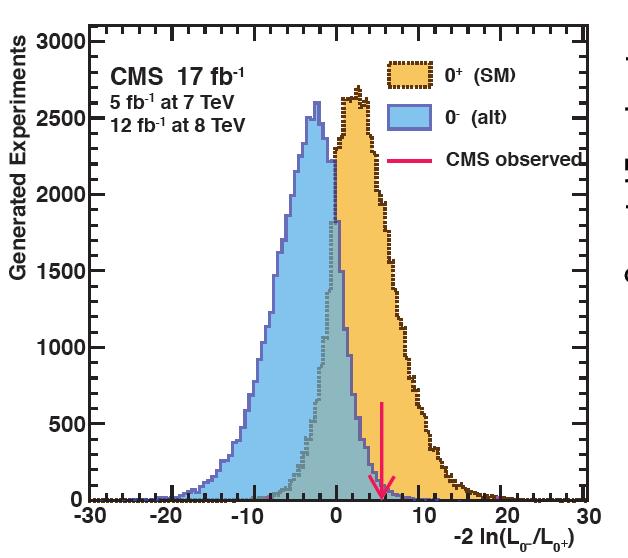 Generated Experiments
3000
2500
2000
1500
1000
500
0
CMS 17 fb⁻¹
5 fb⁻¹ at 7 TeV
12 fb⁻¹ at 8 TeV
0⁺ (SM)
0⁻ (alt)
CMS observed
-30 -20 -10 0 10 20 30
-2 ln(L₀₋/L₀₊)